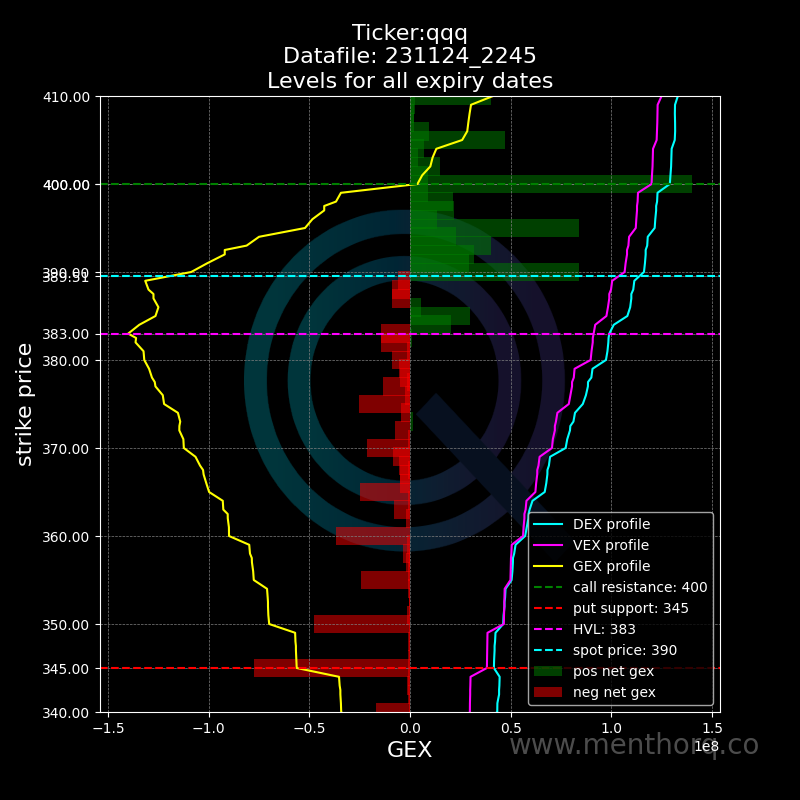 Ticker:qqq
Datafile: 231124_2245
Levels for all expiry dates
410.00
400.00
390.00
389.51
383.00
380.00
370.00
360.00
350.00
345.00
340.00
strike price
DEX profile
VEX profile
GEX profile
call resistance: 400
put support: 345
HVL: 383
spot price: 390
pos net gex
neg net gex
−1.5 −1.0 −0.5 0.0 0.5 1.0 1.5
1e8
GEX
www.menthorq.co